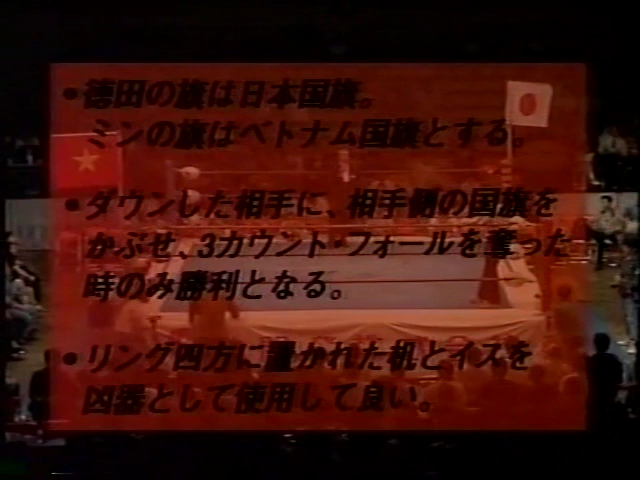 •徳田の旗は日本国旗。
ミンの旗はベトナム国旗とする。
•ダウンした相手に、相手側の国旗を
かぶせ、3カウント・フォールを奪った
時のみ勝利となる。
•リング四方に置かれた机とイスを
凶器として使用して良い。